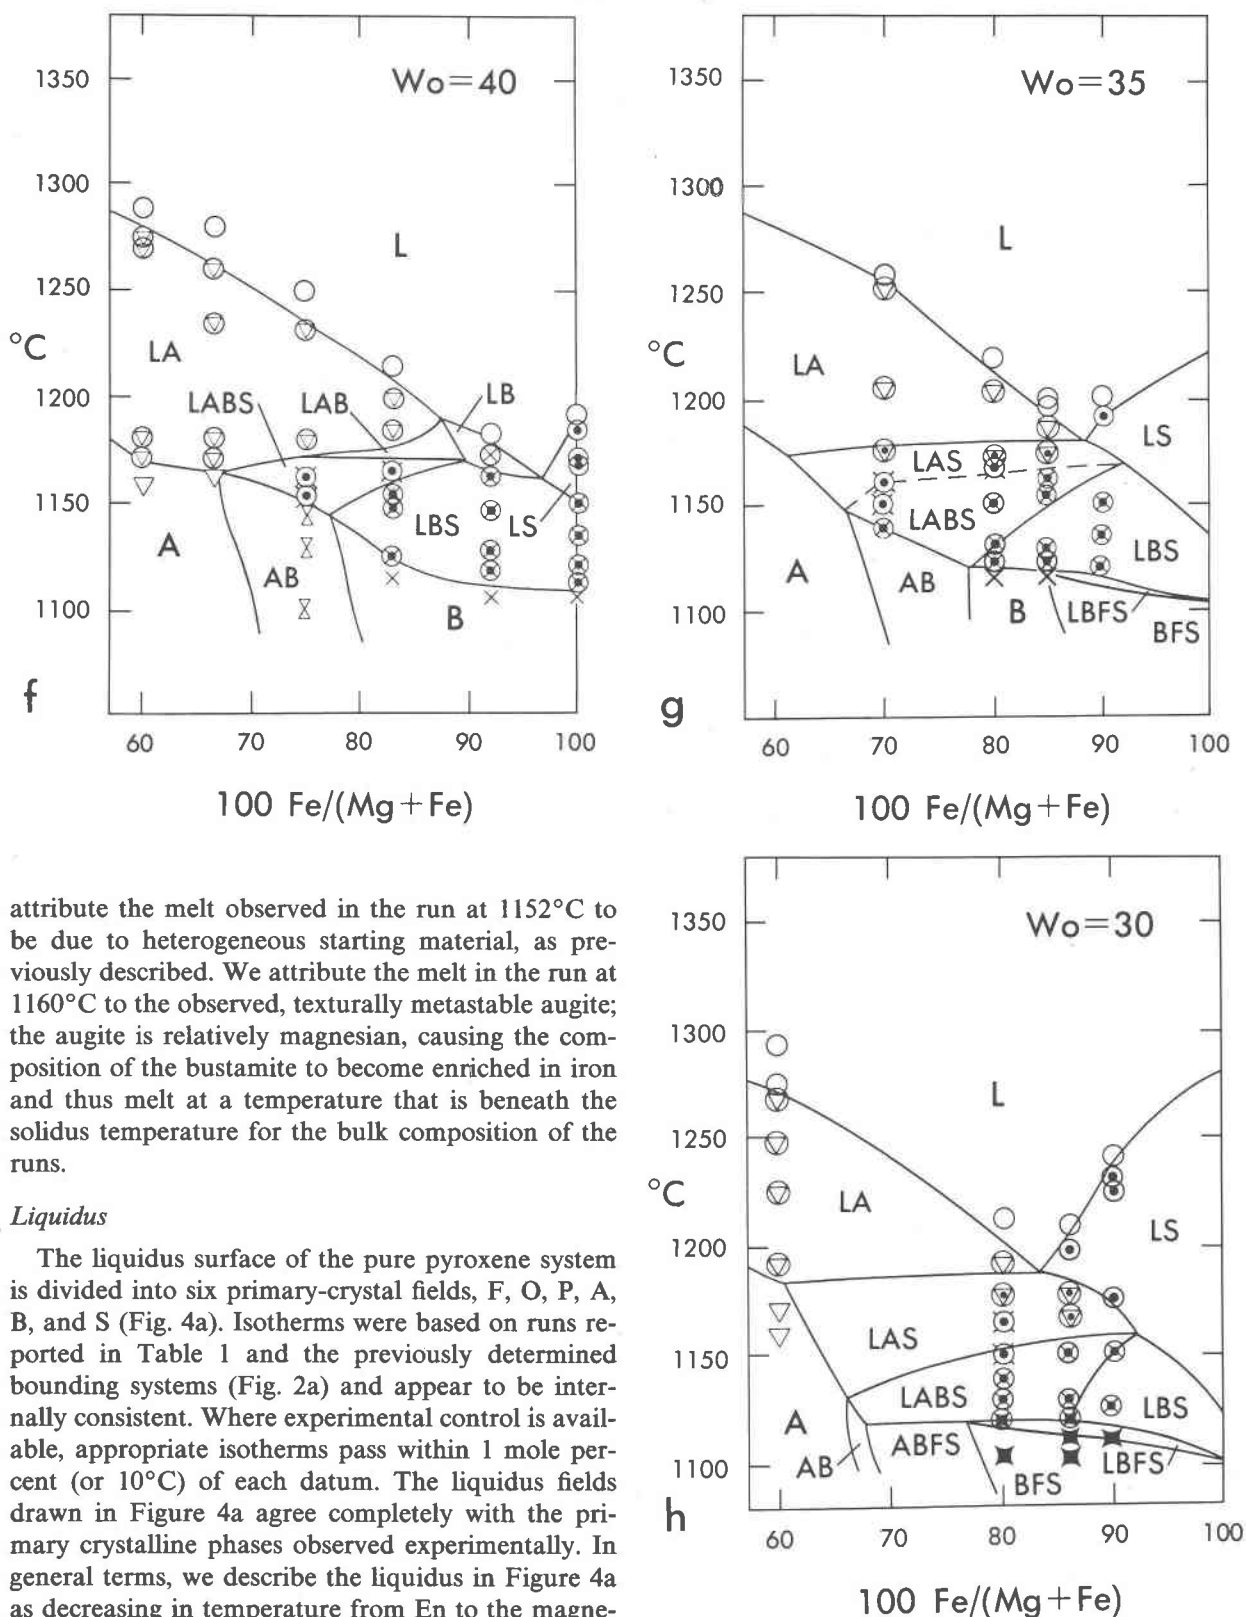 Wo=40
1350
1300
1250
°C
1200
1150
1100
L
LA
LABS
LAB
LB
LBS
LS
A
AB
B
f
60 70 80 90 100
100 Fe/(Mg+Fe)
Wo=35
1350
1300
1250
°C
1200
1150
1100
L
LA
LS
LAS
LABS
LBS
A
AB
B
LBFS
BFS
g
60 70 80 90 100
100 Fe/(Mg+Fe)
attribute the melt observed in the run at 1152°C to
be due to heterogeneous starting material, as pre-
viously described. We attribute the melt in the run at
1160°C to the observed, texturally metastable augite;
the augite is relatively magnesian, causing the com-
position of the bustamite to become enriched in iron
and thus melt at a temperature that is beneath the
solidus temperature for the bulk composition of the
runs.
Liquidus
The liquidus surface of the pure pyroxene system
is divided into six primary-crystal fields, F, O, P, A,
B, and S (Fig. 4a). Isotherms were based on runs re-
ported in Table 1 and the previously determined
bounding systems (Fig. 2a) and appear to be inter-
nally consistent. Where experimental control is avail-
able, appropriate isotherms pass within 1 mole per-
cent (or 10°C) of each datum. The liquidus fields
drawn in Figure 4a agree completely with the pri-
mary crystalline phases observed experimentally. In
general terms, we describe the liquidus in Figure 4a
as decreasing in temperature from En to the magne-
Wo=30
1350
1300
1250
°C
1200
1150
1100
L
LA
LS
LAS
LABS
LBS
A
AB
ABFS
BFS
LBFS
h
60 70 80 90 100
100 Fe/(Mg+Fe)